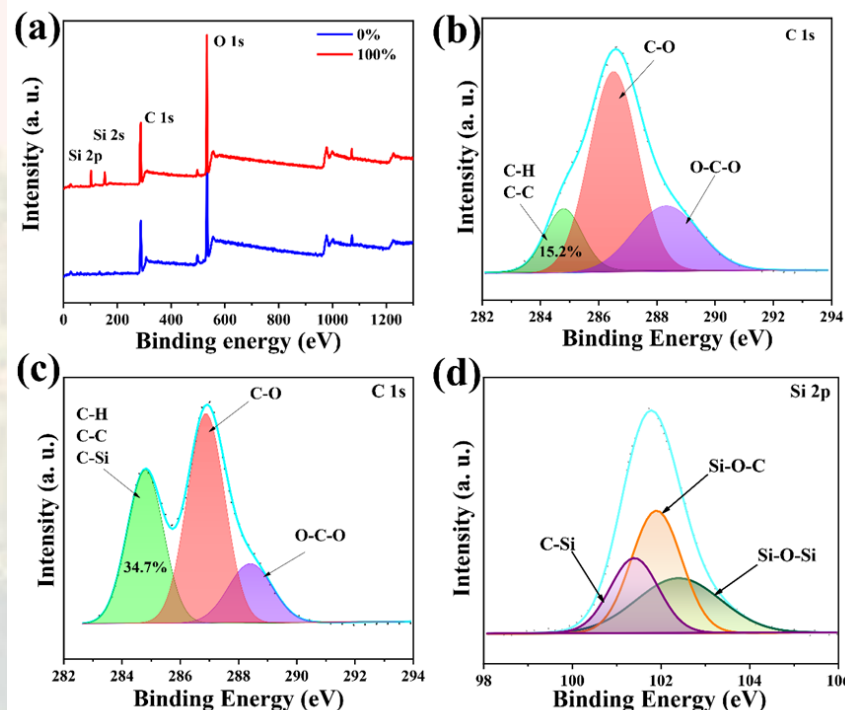 (a)
0%
100%
O 1s
C 1s
Si 2s
Si 2p
Intensity (a. u.)
0 200 400 600 800 1000 1200
Binding energy (eV)
(b)
C 1s
C-O
O-C-O
C-H
C-C
15.2%
Intensity (a. u.)
282 284 286 288 290 292 294
Binding Energy (eV)
(c)
C 1s
C-O
C-H
C-C
C-Si
O-C-O
34.7%
Intensity (a. u.)
282 284 286 288 290 292 294
Binding Energy (eV)
(d)
Si 2p
Si-O-C
C-Si
Si-O-Si
Intensity (a. u.)
98 100 102 104 106
Binding Energy (eV)